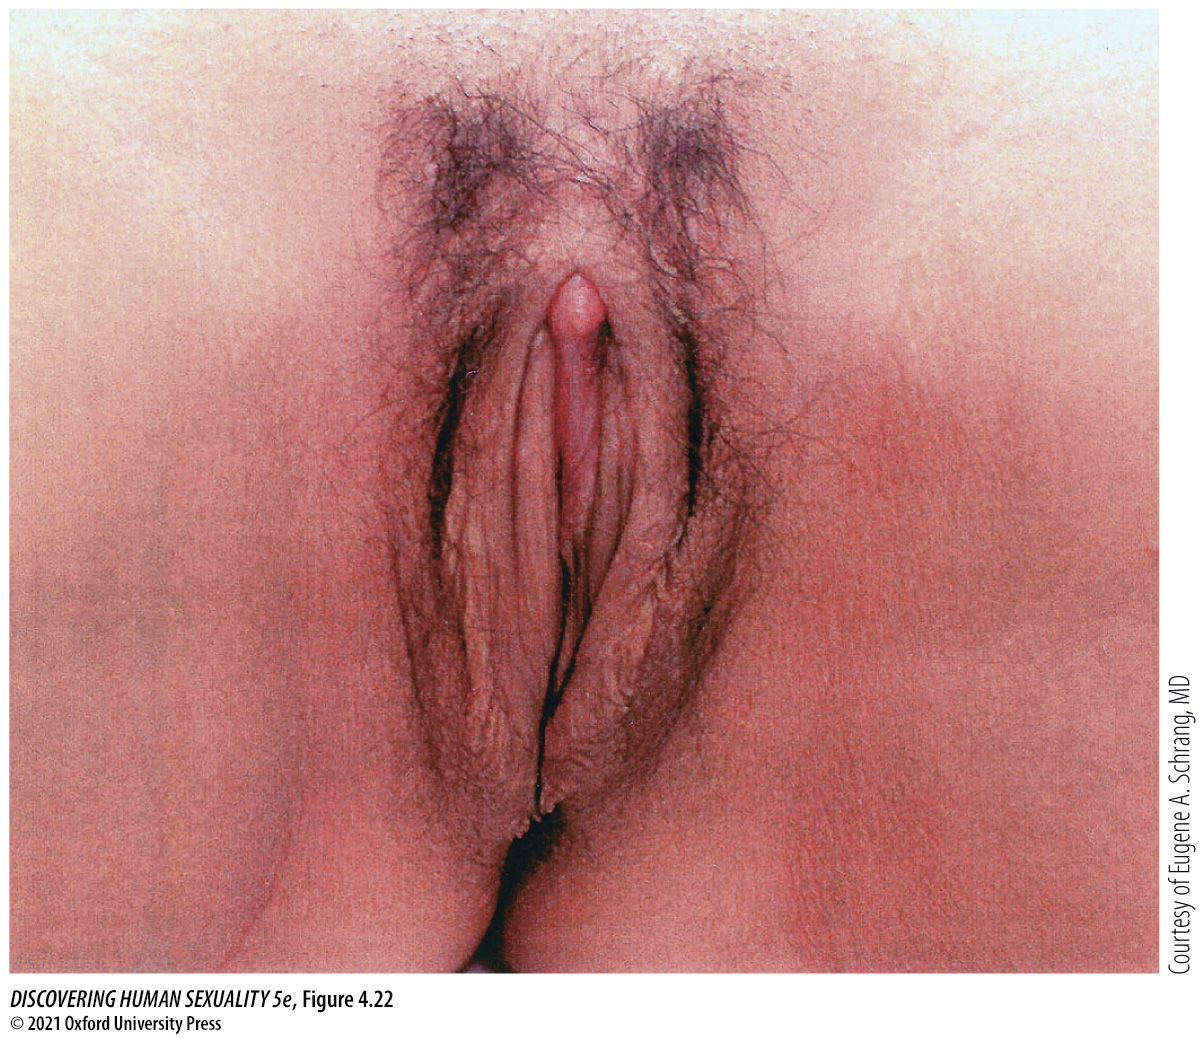 Courtesy of Eugene A. Schrang, MD
DISCOVERING HUMAN SEXUALITY 5e, Figure 4.22
© 2021 Oxford University Press